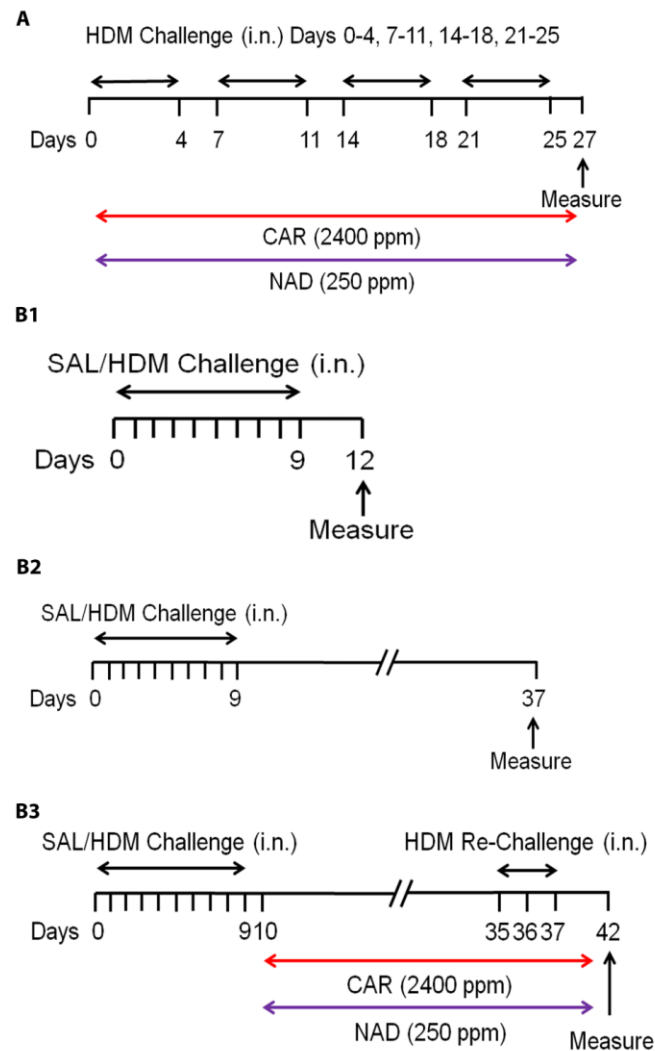 A
HDM Challenge (i.n.) Days 0-4, 7-11, 14-18, 21-25
Days 0 4 7 11 14 18 21 25 27
Measure
CAR (2400 ppm)
NAD (250 ppm)
B1
SAL/HDM Challenge (i.n.)
Days 0 9 12
Measure
B2
SAL/HDM Challenge (i.n.)
Days 0 9 37
Measure
B3
SAL/HDM Challenge (i.n.) HDM Re-Challenge (i.n.)
Days 0 9 10 35 36 37 42
CAR (2400 ppm)
NAD (250 ppm)
Measure